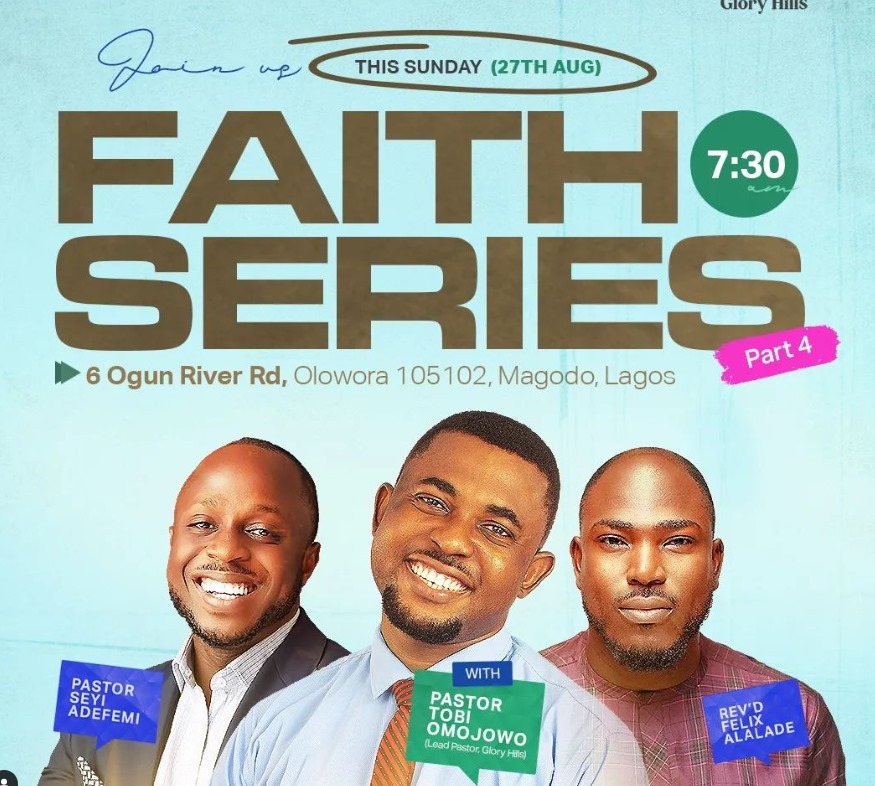 Glory Hills
Join us THIS SUNDAY (27TH AUG)
FAITH
7:30
am
SERIES
Part 4
6 Ogun River Rd, Olowora 105102, Magodo, Lagos
PASTOR
SEYI
ADEFEMI
WITH
PASTOR
TOBI
OMOJOWO
(Lead Pastor, Glory Hills)
REV'D
FELIX
ALALADE